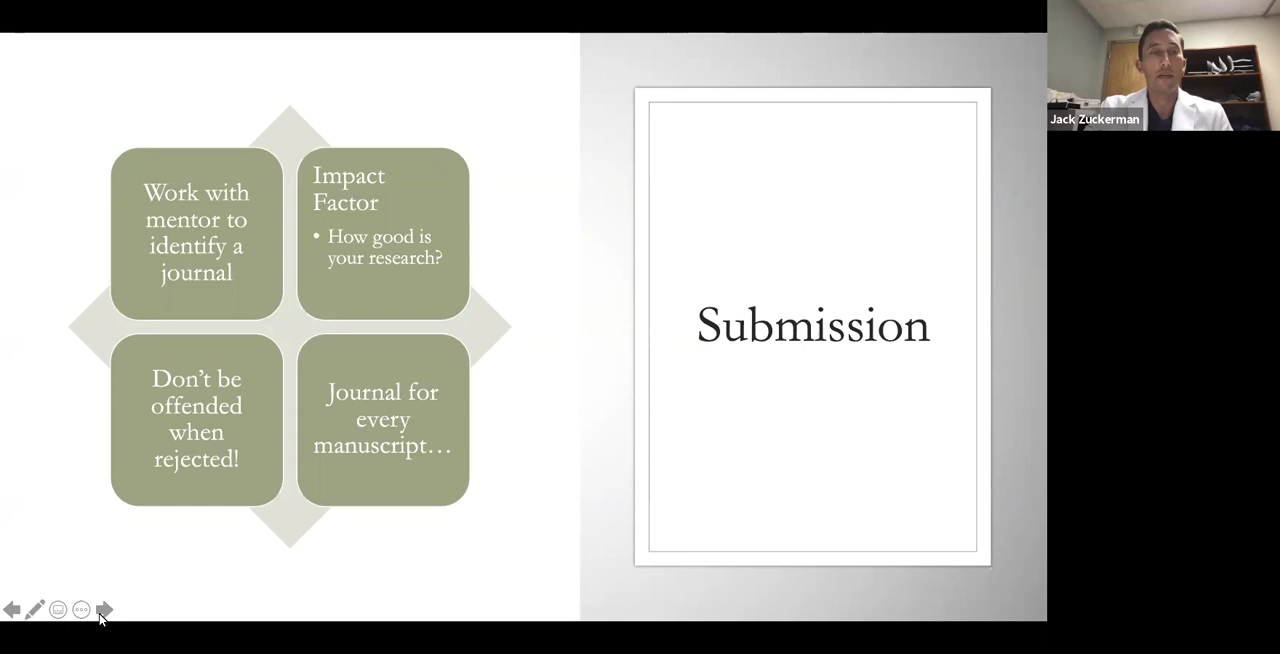 Work with
mentor to
identify a
journal
Impact
Factor
• How good is
your research?
Don’t be
offended
when
rejected!
Journal for
every
manuscript…
Submission
Jack Zuckerman